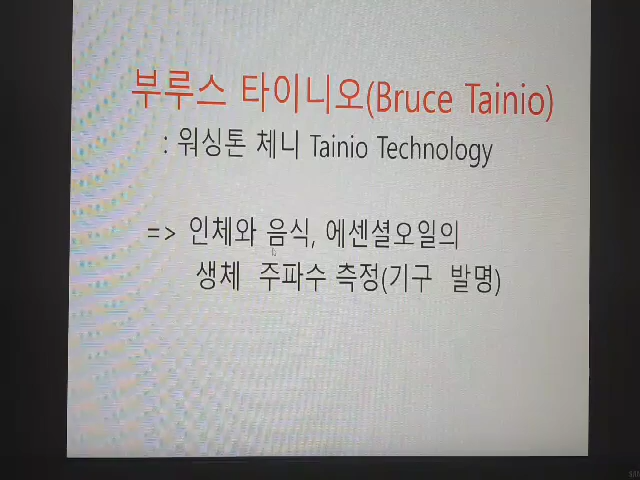 부루스 타이니오(Bruce Tainio)
: 워싱톤 체니 Tainio Technology
=> 인체와 음식, 에센셜오일의
생체 주파수 측정(기구 발명)